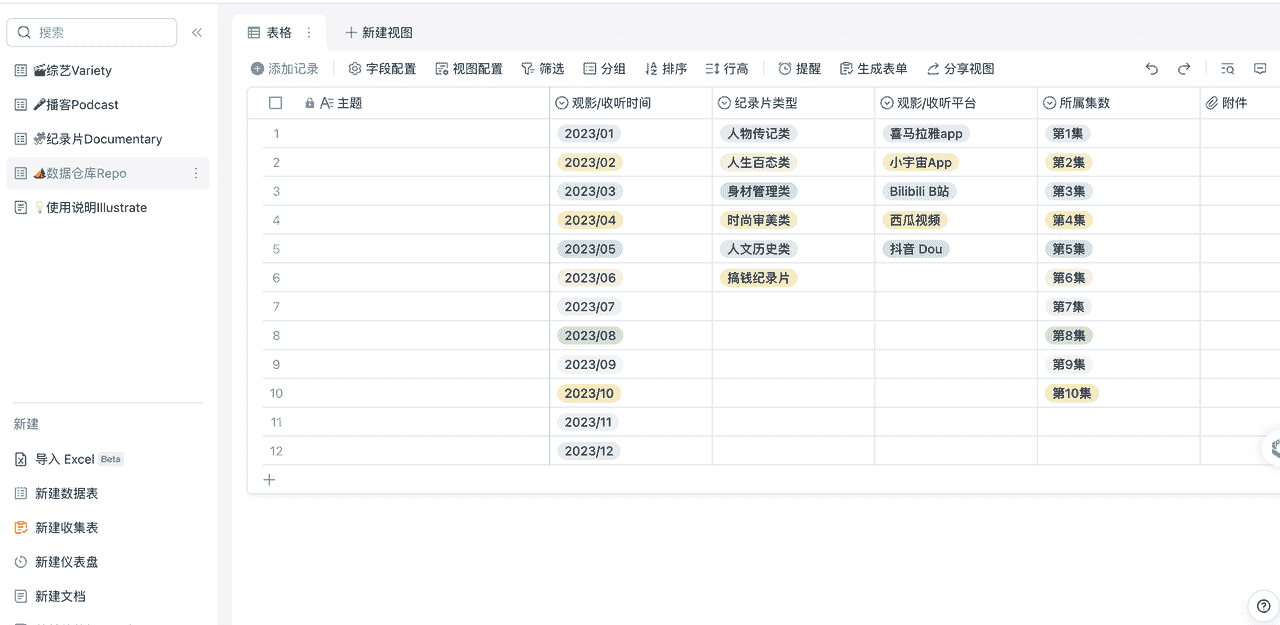 搜索
综艺Variety
播客Podcast
纪录片Documentary
数据仓库Repo
使用说明Illustrate
新建
导入 Excel Beta
新建数据表
新建收集表
新建仪表盘
新建文档
表格 新建视图
添加记录 字段配置 视图配置 筛选 分组 排序 行高 提醒 生成表单 分享视图
主题 观影/收听时间 纪录片类型 观影/收听平台 所属集数 附件
1 2023/01 人物传记类 喜马拉雅app 第1集
2 2023/02 人生百态类 小宇宙App 第2集
3 2023/03 身材管理类 Bilibili B站 第3集
4 2023/04 时尚审美类 西瓜视频 第4集
5 2023/05 人文历史类 抖音 Dou 第5集
6 2023/06 搞钱纪录片 第6集
7 2023/07 第7集
8 2023/08 第8集
9 2023/09 第9集
10 2023/10 第10集
11 2023/11
12 2023/12